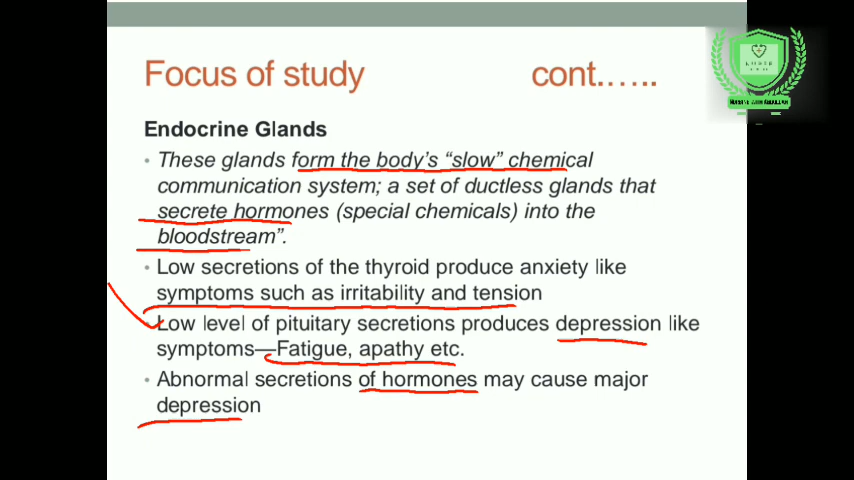 Focus of study cont.…..
Endocrine Glands
• These glands form the body's “slow” chemical
communication system; a set of ductless glands that
secrete hormones (special chemicals) into the
bloodstream”.
• Low secretions of the thyroid produce anxiety like
symptoms such as irritability and tension
Low level of pituitary secretions produces depression like
symptoms—Fatigue, apathy etc.
• Abnormal secretions of hormones may cause major
depression